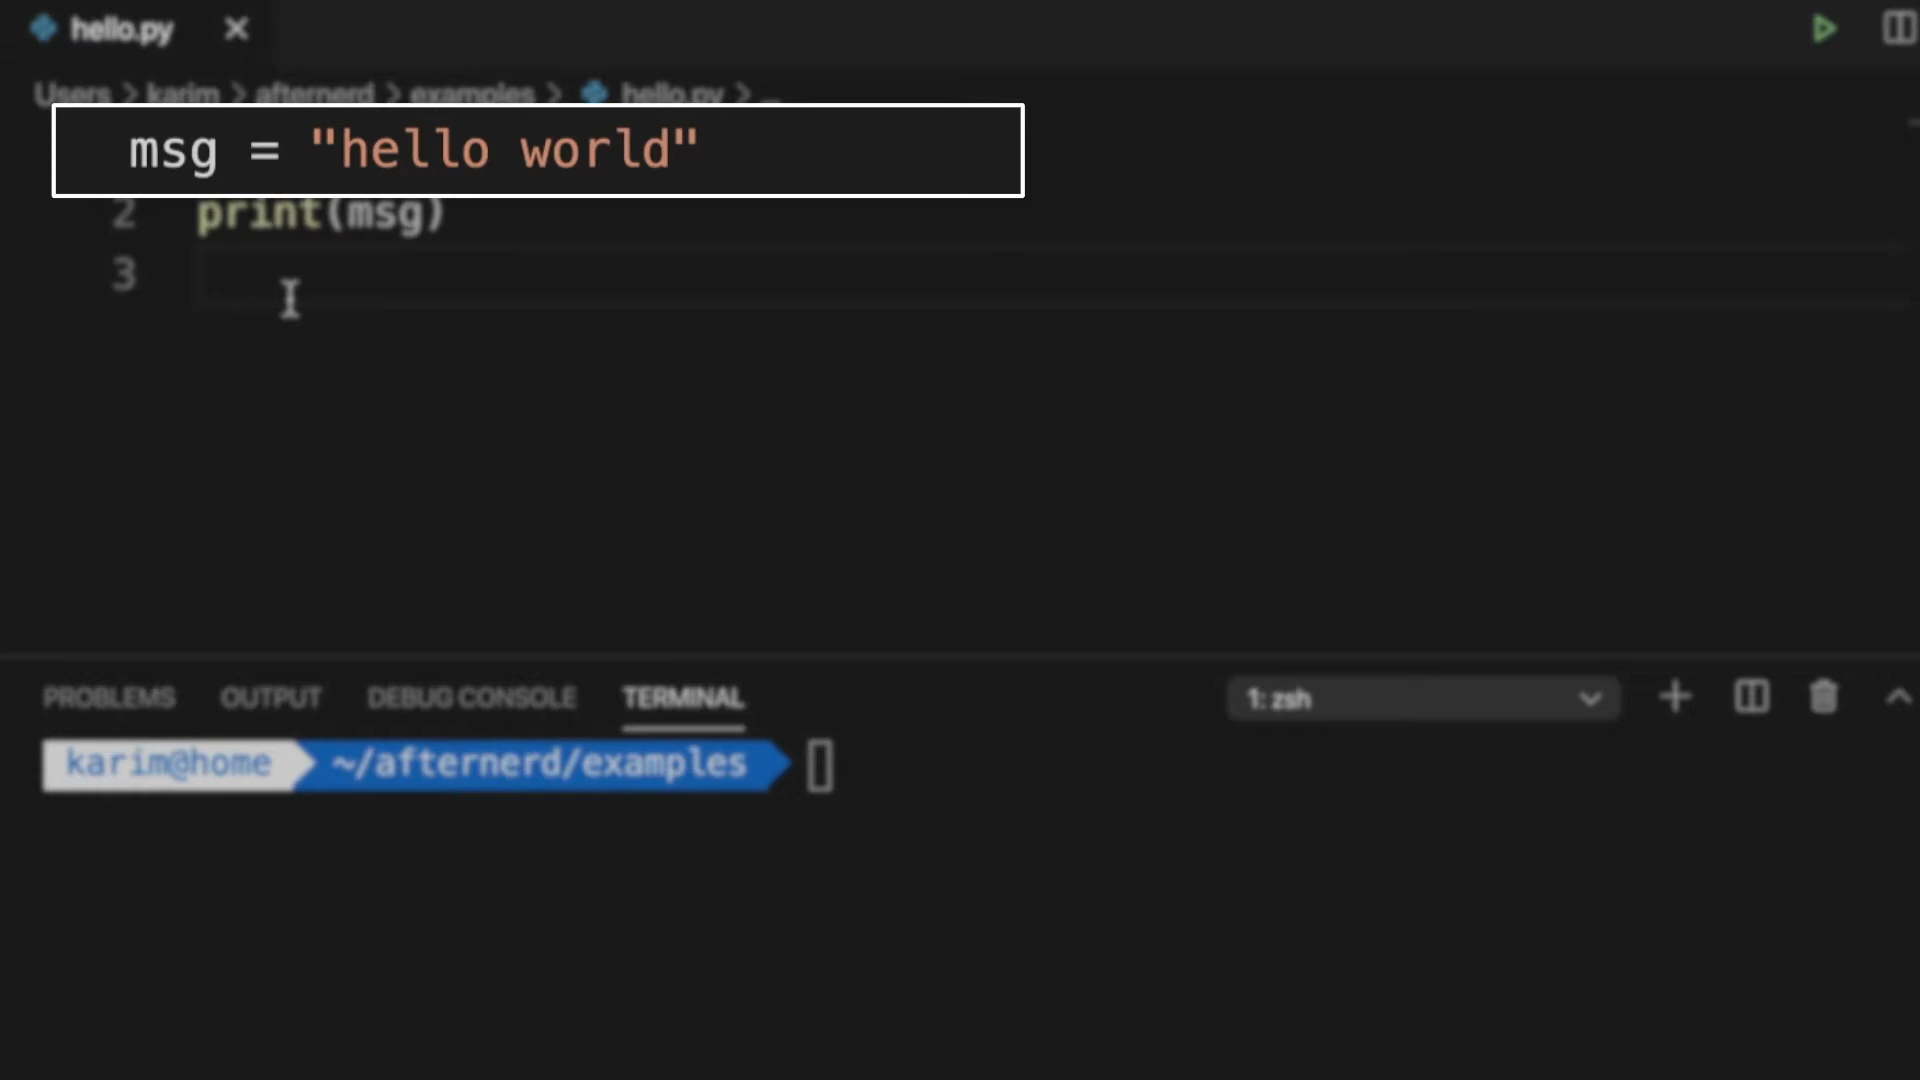 hello.py
Users > karim > afternerd > examples > hello.py > ...
msg = "hello world"
2 print(msg)
3
PROBLEMS OUTPUT DEBUG CONSOLE TERMINAL 1: zsh
karim@home ~/afternerd/examples